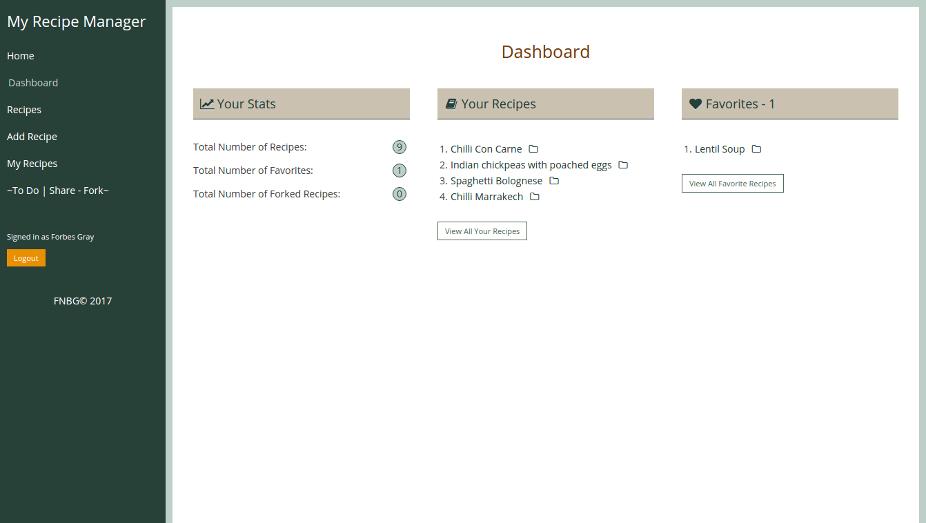 My Recipe Manager
Home
Dashboard
Recipes
Add Recipe
My Recipes
~To Do | Share - Fork~
Signed in as Forbes Gray
Logout
FNBG© 2017
Dashboard
Your Stats
Total Number of Recipes: 9
Total Number of Favorites: 1
Total Number of Forked Recipes: 0
Your Recipes
1. Chilli Con Carne
2. Indian chickpeas with poached eggs
3. Spaghetti Bolognese
4. Chilli Marrakech
View All Your Recipes
Favorites - 1
1. Lentil Soup
View All Favorite Recipes